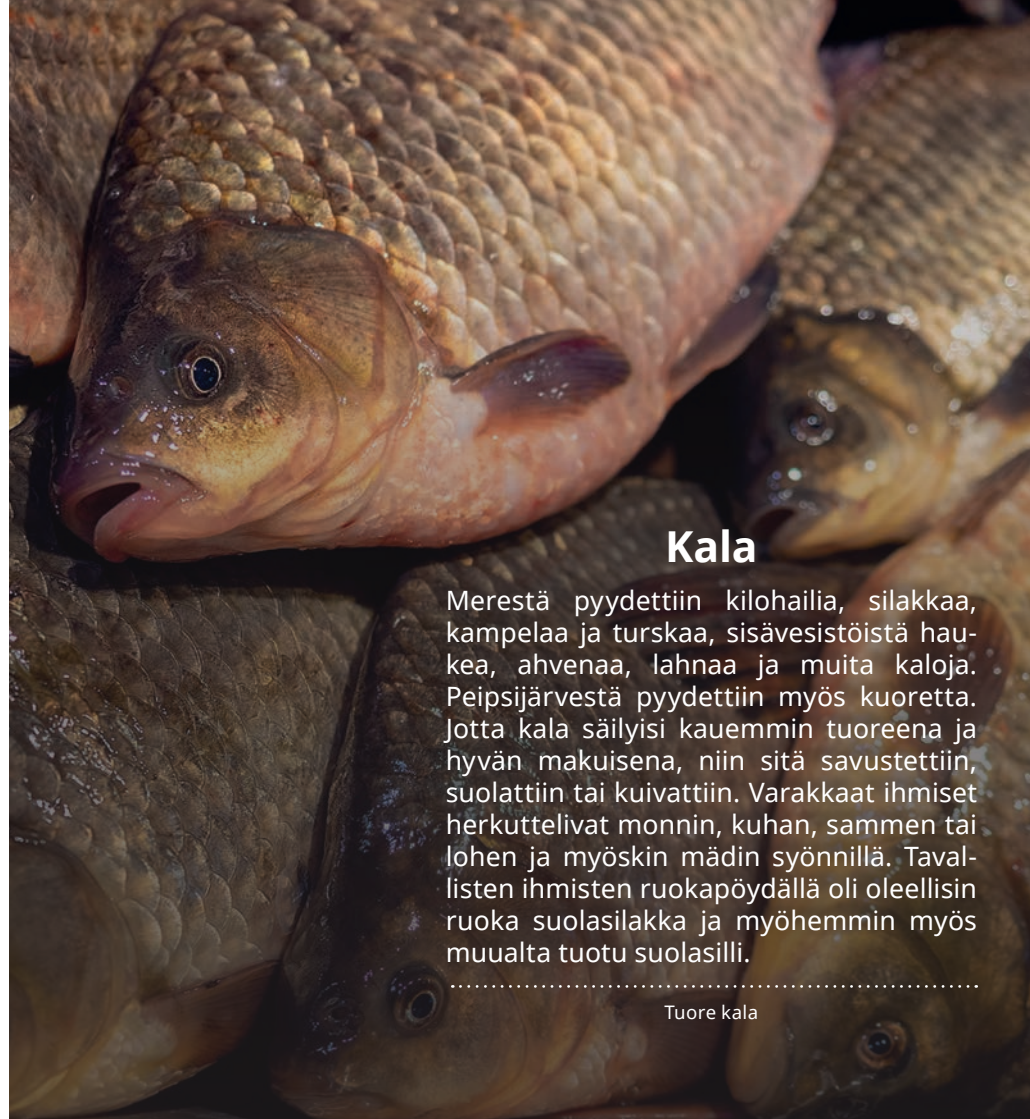 Kala
Merestä pyydettiin kilohailia, silakkaa,
kampelaa ja turskaa, sisävesistöistä hau-
kea, ahvenaa, lahnaa ja muita kaloja.
Peipsijärvestä pyydettiin myös kuoretta.
Jotta kala säilyisi kauemmin tuoreena ja
hyvän makuisena, niin sitä savustettiin,
suolattiin tai kuivattiin. Varakkaat ihmiset
herkuttelivat monnin, kuhan, sammen tai
lohen ja myöskin mädin syönnillä. Taval-
listen ihmisten ruokapöydällä oli oleellisin
ruoka suolasilakka ja myöhemmin myös
muualta tuotu suolasilli.
Tuore kala